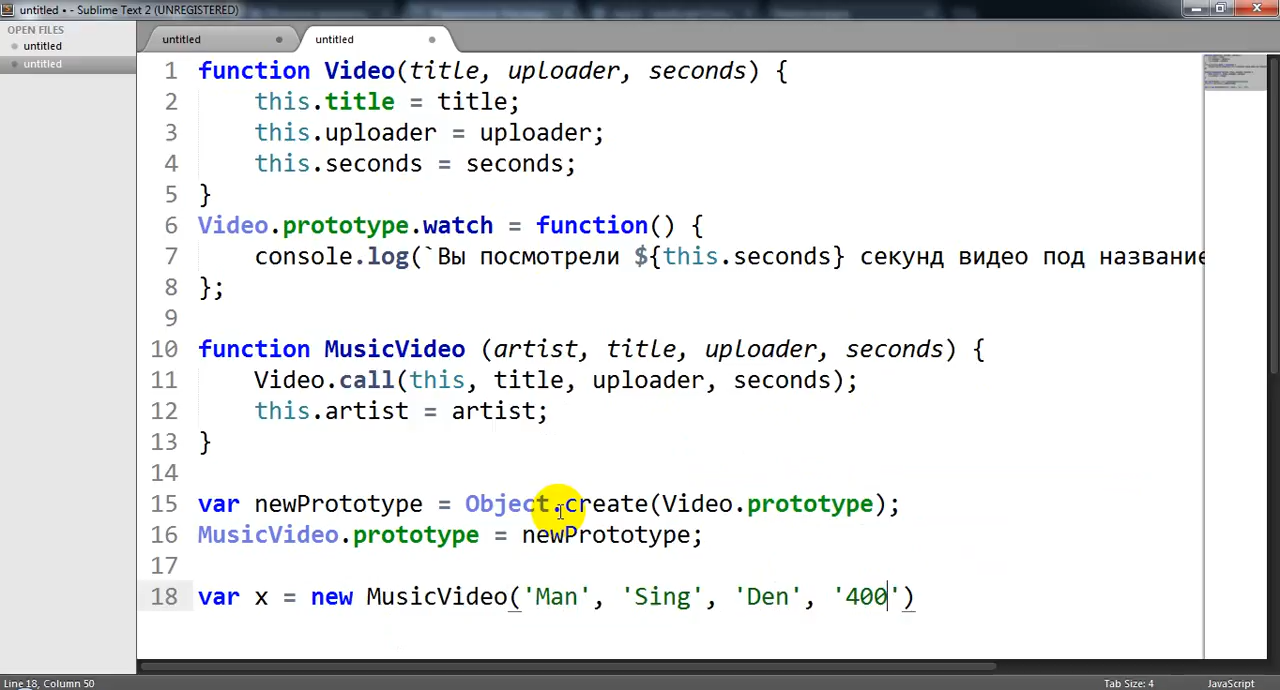 untitled • - Sublime Text 2 (UNREGISTERED)
OPEN FILES
untitled
untitled
untitled
untitled
1 function Video(title, uploader, seconds) {
2 this.title = title;
3 this.uploader = uploader;
4 this.seconds = seconds;
5 }
6 Video.prototype.watch = function() {
7 console.log(`Вы посмотрели ${this.seconds} секунд видео под название
8 };
9
10 function MusicVideo (artist, title, uploader, seconds) {
11 Video.call(this, title, uploader, seconds);
12 this.artist = artist;
13 }
14
15 var newPrototype = Object.create(Video.prototype);
16 MusicVideo.prototype = newPrototype;
17
18 var x = new MusicVideo('Man', 'Sing', 'Den', '400')
Line 18, Column 50
Tab Size: 4
JavaScript